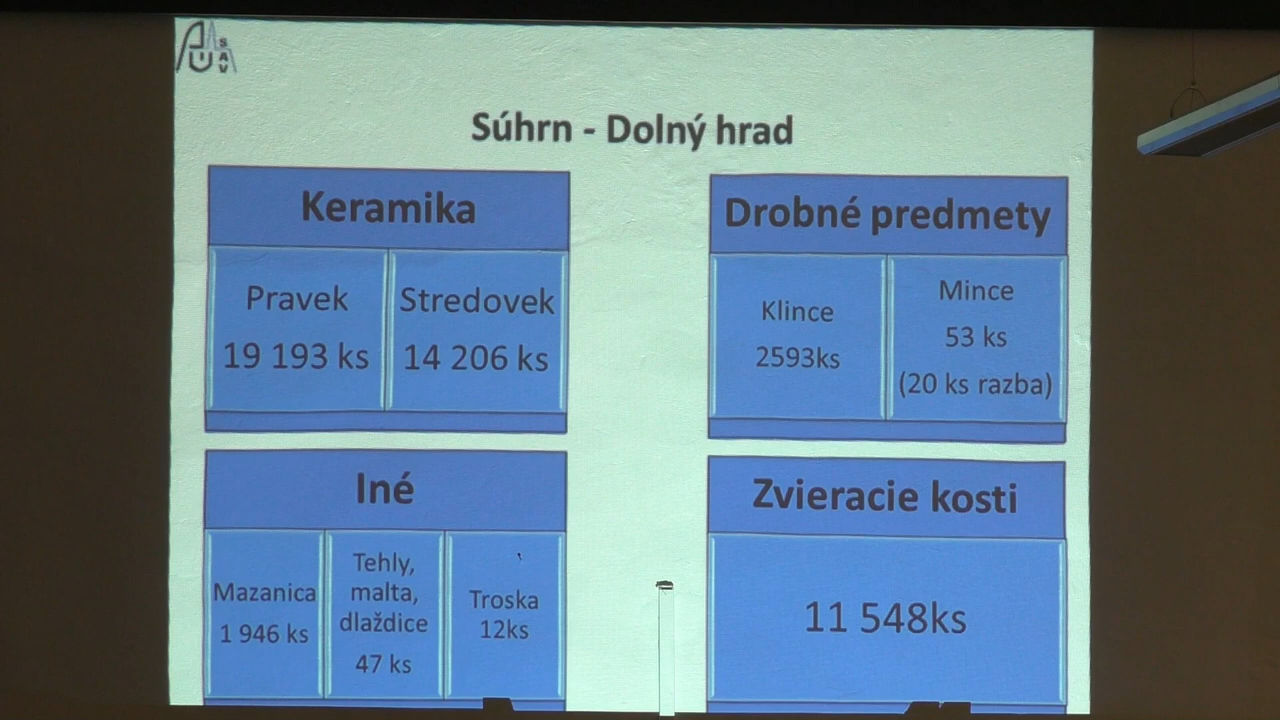 Súhrn - Dolný hrad
Keramika
Pravek
19 193 ks
Stredovek
14 206 ks
Drobné predmety
Klince
2593ks
Mince
53 ks
(20 ks razba)
Iné
Mazanica
1 946 ks
Tehly,
malta,
dlaždice
47 ks
Troska
12ks
Zvieracie kosti
11 548ks